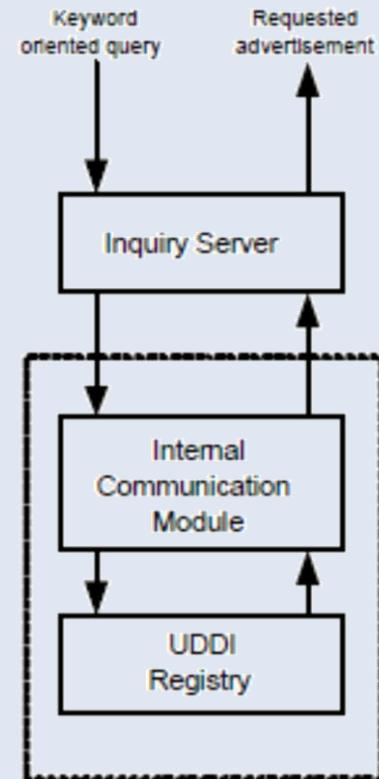 Keyword
oriented query
Requested
advertisement
Inquiry Server
Internal
Communication
Module
UDDI
Registry